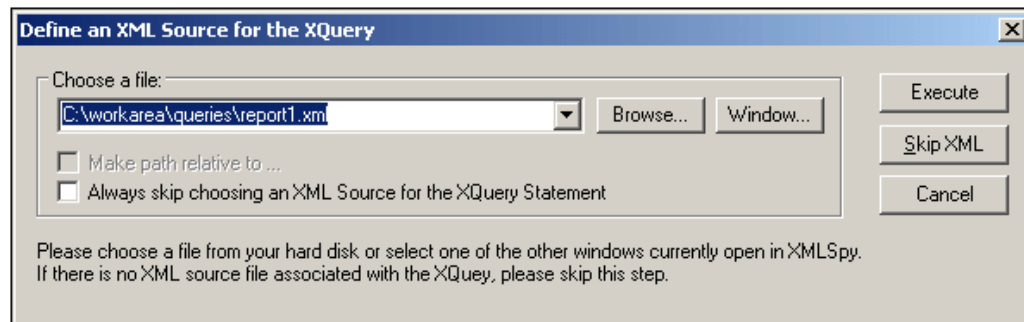 Define an XML Source for the XQuery
Choose a file:
C:\workarea\queries\report1.xml
Browse...
Window...
Execute
Make path relative to ...
Skip XML
Always skip choosing an XML Source for the XQuery Statement
Cancel
Please choose a file from your hard disk or select one of the other windows currently open in XMLSpy.
If there is no XML source file associated with the XQuey, please skip this step.